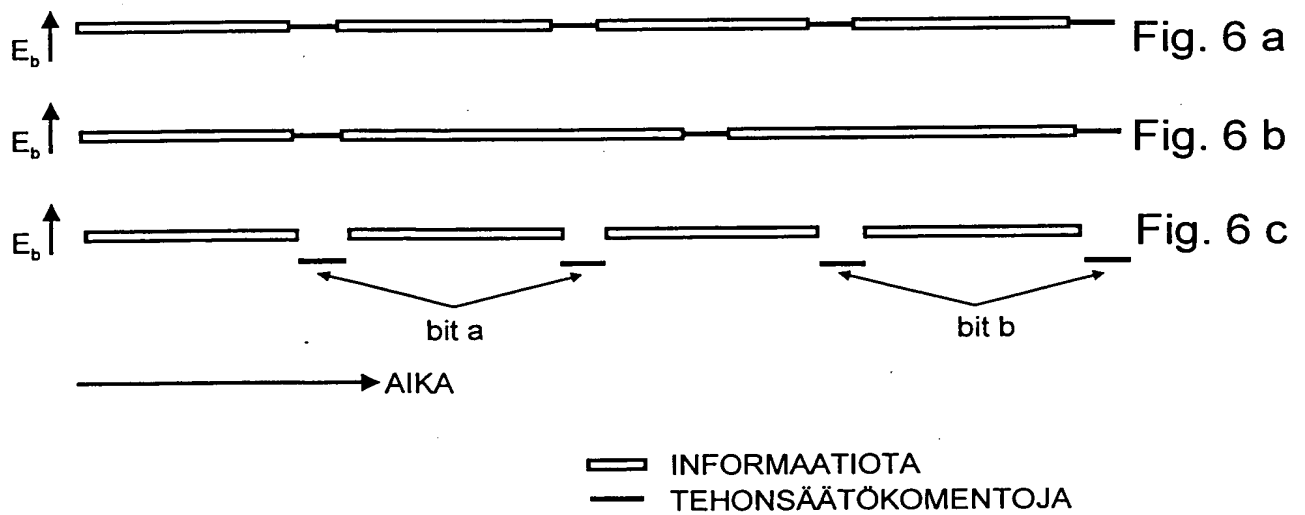 E_b Fig. 6 a
E_b Fig. 6 b
E_b Fig. 6 c
bit a bit b
AIKA
INFORMAATIOTA
TEHONSÄÄTÖKOMENTOJA